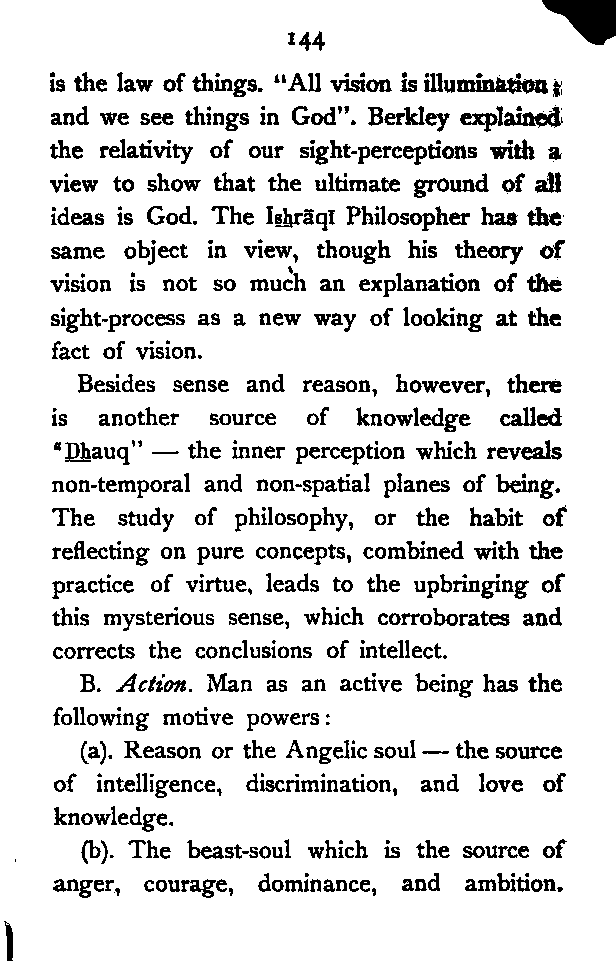 144
is the law of things. "All vision is illumination;
and we see things in God". Berkley explained
the relativity of our sight-perceptions with a
view to show that the ultimate ground of all
ideas is God. The Is̲h̲rāqī Philosopher has the
same object in view, though his theory of
vision is not so much an explanation of the
sight-process as a new way of looking at the
fact of vision.
Besides sense and reason, however, there
is another source of knowledge called
"D̲h̲auq" — the inner perception which reveals
non-temporal and non-spatial planes of being.
The study of philosophy, or the habit of
reflecting on pure concepts, combined with the
practice of virtue, leads to the upbringing of
this mysterious sense, which corroborates and
corrects the conclusions of intellect.
B. Action. Man as an active being has the
following motive powers:
(a). Reason or the Angelic soul — the source
of intelligence, discrimination, and love of
knowledge.
(b). The beast-soul which is the source of
anger, courage, dominance, and ambition.